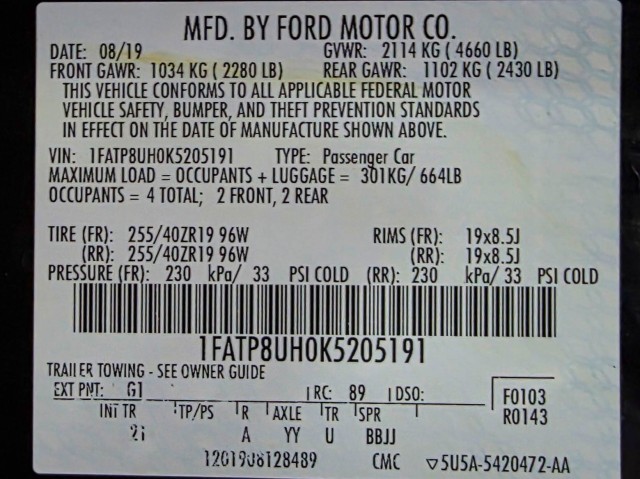 MFD. BY FORD MOTOR CO.
DATE: 08/19 GVWR: 2114 KG ( 4660 LB)
FRONT GAWR: 1034 KG ( 2280 LB) REAR GAWR: 1102 KG ( 2430 LB)
THIS VEHICLE CONFORMS TO ALL APPLICABLE FEDERAL MOTOR
VEHICLE SAFETY, BUMPER, AND THEFT PREVENTION STANDARDS
IN EFFECT ON THE DATE OF MANUFACTURE SHOWN ABOVE.
VIN: 1FATP8UH0K5205191 TYPE: Passenger Car
MAXIMUM LOAD = OCCUPANTS + LUGGAGE = 301KG/ 664LB
OCCUPANTS = 4 TOTAL; 2 FRONT, 2 REAR
TIRE (FR): 255/40ZR19 96W RIMS (FR): 19x8.5J
(RR): 255/40ZR19 96W (RR): 19x8.5J
PRESSURE (FR): 230 kPa/ 33 PSI COLD (RR): 230 kPa/ 33 PSI COLD
1FATP8UH0K5205191
TRAILER TOWING - SEE OWNER GUIDE
EXT PNT: G1 RC: 89 DSO: F0103
INT TR TP/PS R AXLE TR SPR R0143
A YY U BBJJ
1201908128489 CMC ▽5U5A-5420472-AA